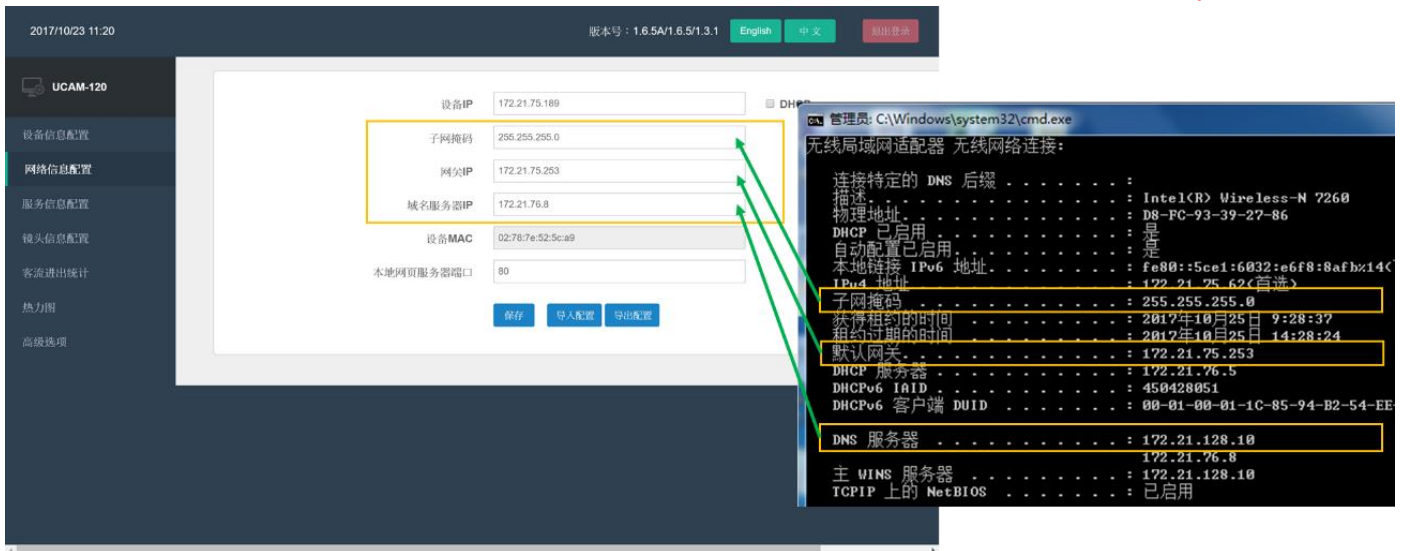 2017/10/23 11:20
版本号：1.6.5A/1.6.5/1.3.1
English
中文
退出登录
UCAM-120
设备信息配置
网络信息配置
服务信息配置
镜头信息配置
客流进出统计
热力图
高级选项
设备IP 172.21.75.189
子网掩码 255.255.255.0
网关IP 172.21.75.253
域名服务器IP 172.21.76.8
设备MAC 02:78:7e:52:5c:a9
本地网页服务器端口 80
保存 导入配置 导出配置
管理员: C:\Windows\system32\cmd.exe
无线局域网适配器 无线网络连接:
连接特定的 DNS 后缀 . . . . . . . :
描述. . . . . . . . . . . . . . . : Intel(R) Wireless-N 7260
物理地址. . . . . . . . . . . . . : D8-FC-93-39-27-86
DHCP 已启用 . . . . . . . . . . . : 是
自动配置已启用. . . . . . . . . . : 是
本地链接 IPv6 地址. . . . . . . . : fe80::5ce1:6032:e6f8:8afb%14<
IPv4 地址 . . . . . . . . . . . . : 172.21.75.62<首选>
子网掩码 . . . . . . . . . . . . : 255.255.255.0
获得租约的时间 . . . . . . . . . : 2017年10月25日 9:28:37
租约过期的时间 . . . . . . . . . : 2017年10月25日 14:28:24
默认网关. . . . . . . . . . . . . : 172.21.75.253
DHCP 服务器 . . . . . . . . . . . : 172.21.76.5
DHCPv6 IAID . . . . . . . . . . . : 450428051
DHCPv6 客户端 DUID . . . . . . . : 00-01-00-01-1C-85-94-B2-54-EE-
DNS 服务器 . . . . . . . . . . . : 172.21.128.10
172.21.76.8
主 WINS 服务器 . . . . . . . . . : 172.21.128.10
TCPIP 上的 NetBIOS . . . . . . . : 已启用